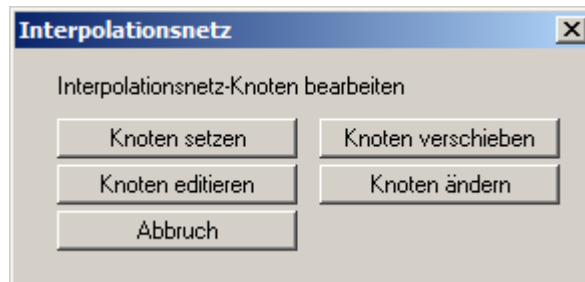 Interpolationsnetz
Interpolationsnetz-Knoten bearbeiten
Knoten setzen Knoten verschieben
Knoten editieren Knoten ändern
Abbruch